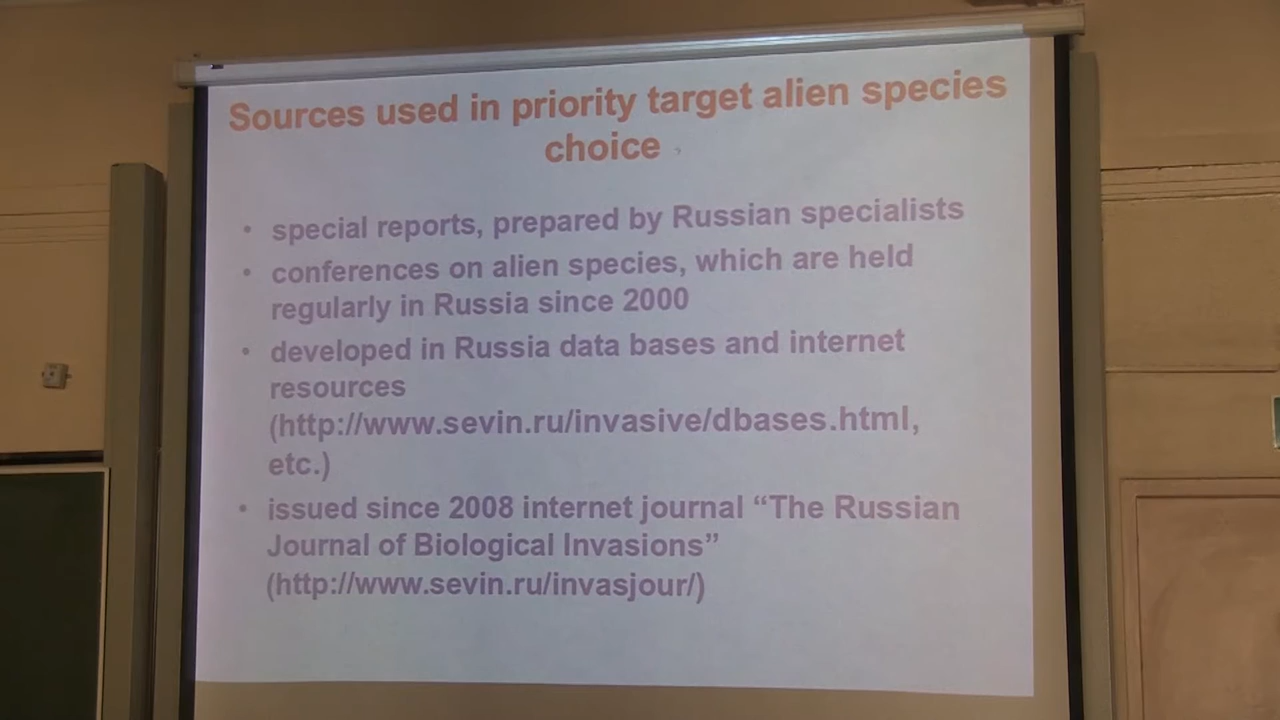 Sources used in priority target alien species
choice
• special reports, prepared by Russian specialists
• conferences on alien species, which are held
regularly in Russia since 2000
• developed in Russia data bases and internet
resources
(http://www.sevin.ru/invasive/dbases.html,
etc.)
• issued since 2008 internet journal “The Russian
Journal of Biological Invasions”
(http://www.sevin.ru/invasjour/)